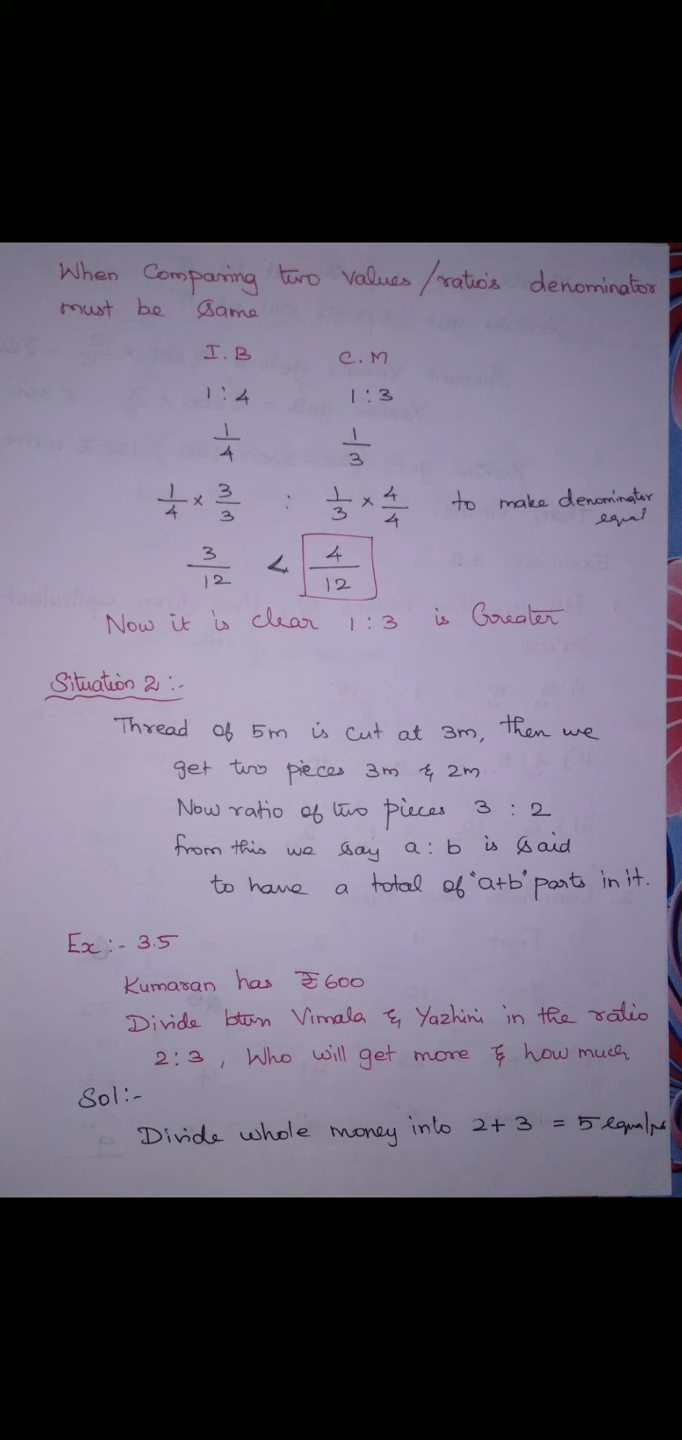 When Comparing two values/ratio's denominator
must be same
I.B C.M
1:4 1:3
1/4 1/3
1/4 × 3/3 : 1/3 × 4/4 to make denominator
equal
3/12 < 4/12
Now it is clear 1:3 is Greater
Situation 2:-
Thread of 5m is cut at 3m, then we
get two pieces 3m & 2m
Now ratio of two pieces 3 : 2
from this we say a:b is said
to have a total of 'a+b' parts in it.
Ex:- 3.5
Kumaran has ₹600
Divide btwn Vimala & Yazhini in the ratio
2:3, Who will get more & how much
Sol:-
Divide whole money into 2+3 = 5 equal